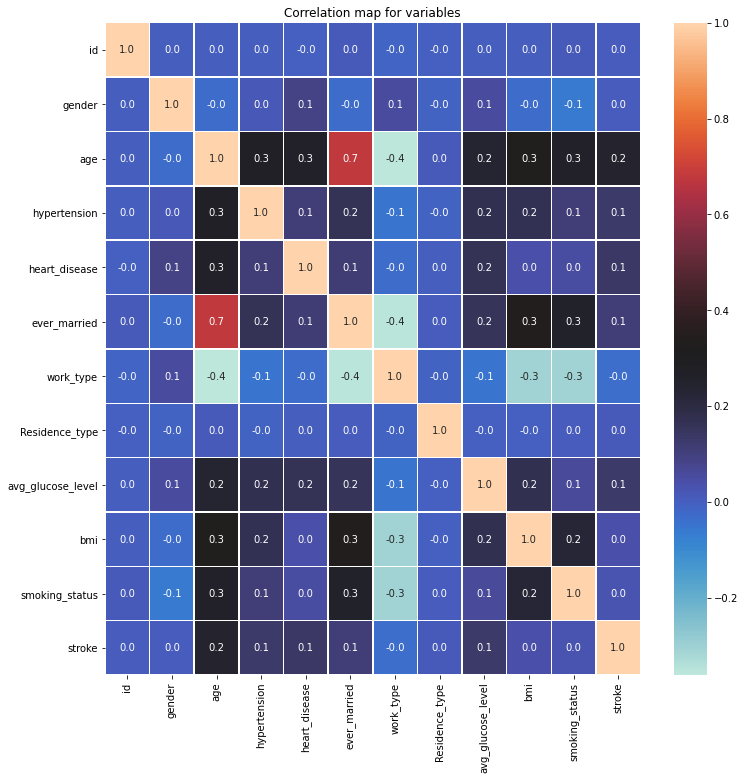 Correlation map for variables
id 1.0 0.0 0.0 0.0 -0.0 0.0 -0.0 -0.0 0.0 0.0 0.0 0.0
gender 0.0 1.0 -0.0 0.0 0.1 -0.0 0.1 -0.0 0.1 -0.0 -0.1 0.0
age 0.0 -0.0 1.0 0.3 0.3 0.7 -0.4 0.0 0.2 0.3 0.3 0.2
hypertension 0.0 0.0 0.3 1.0 0.1 0.2 -0.1 -0.0 0.2 0.2 0.1 0.1
heart_disease -0.0 0.1 0.3 0.1 1.0 0.1 -0.0 0.0 0.2 0.0 0.0 0.1
ever_married 0.0 -0.0 0.7 0.2 0.1 1.0 -0.4 0.0 0.2 0.3 0.3 0.1
work_type -0.0 0.1 -0.4 -0.1 -0.0 -0.4 1.0 -0.0 -0.1 -0.3 -0.3 -0.0
Residence_type -0.0 -0.0 0.0 -0.0 0.0 0.0 -0.0 1.0 -0.0 -0.0 0.0 0.0
avg_glucose_level 0.0 0.1 0.2 0.2 0.2 0.2 -0.1 -0.0 1.0 0.2 0.1 0.1
bmi 0.0 -0.0 0.3 0.2 0.0 0.3 -0.3 -0.0 0.2 1.0 0.2 0.0
smoking_status 0.0 -0.1 0.3 0.1 0.0 0.3 -0.3 0.0 0.1 0.2 1.0 0.0
stroke 0.0 0.0 0.2 0.1 0.1 0.1 -0.0 0.0 0.1 0.0 0.0 1.0
id gender age hypertension heart_disease ever_married work_type Residence_type avg_glucose_level bmi smoking_status stroke
1.0
0.8
0.6
0.4
0.2
0.0
−0.2